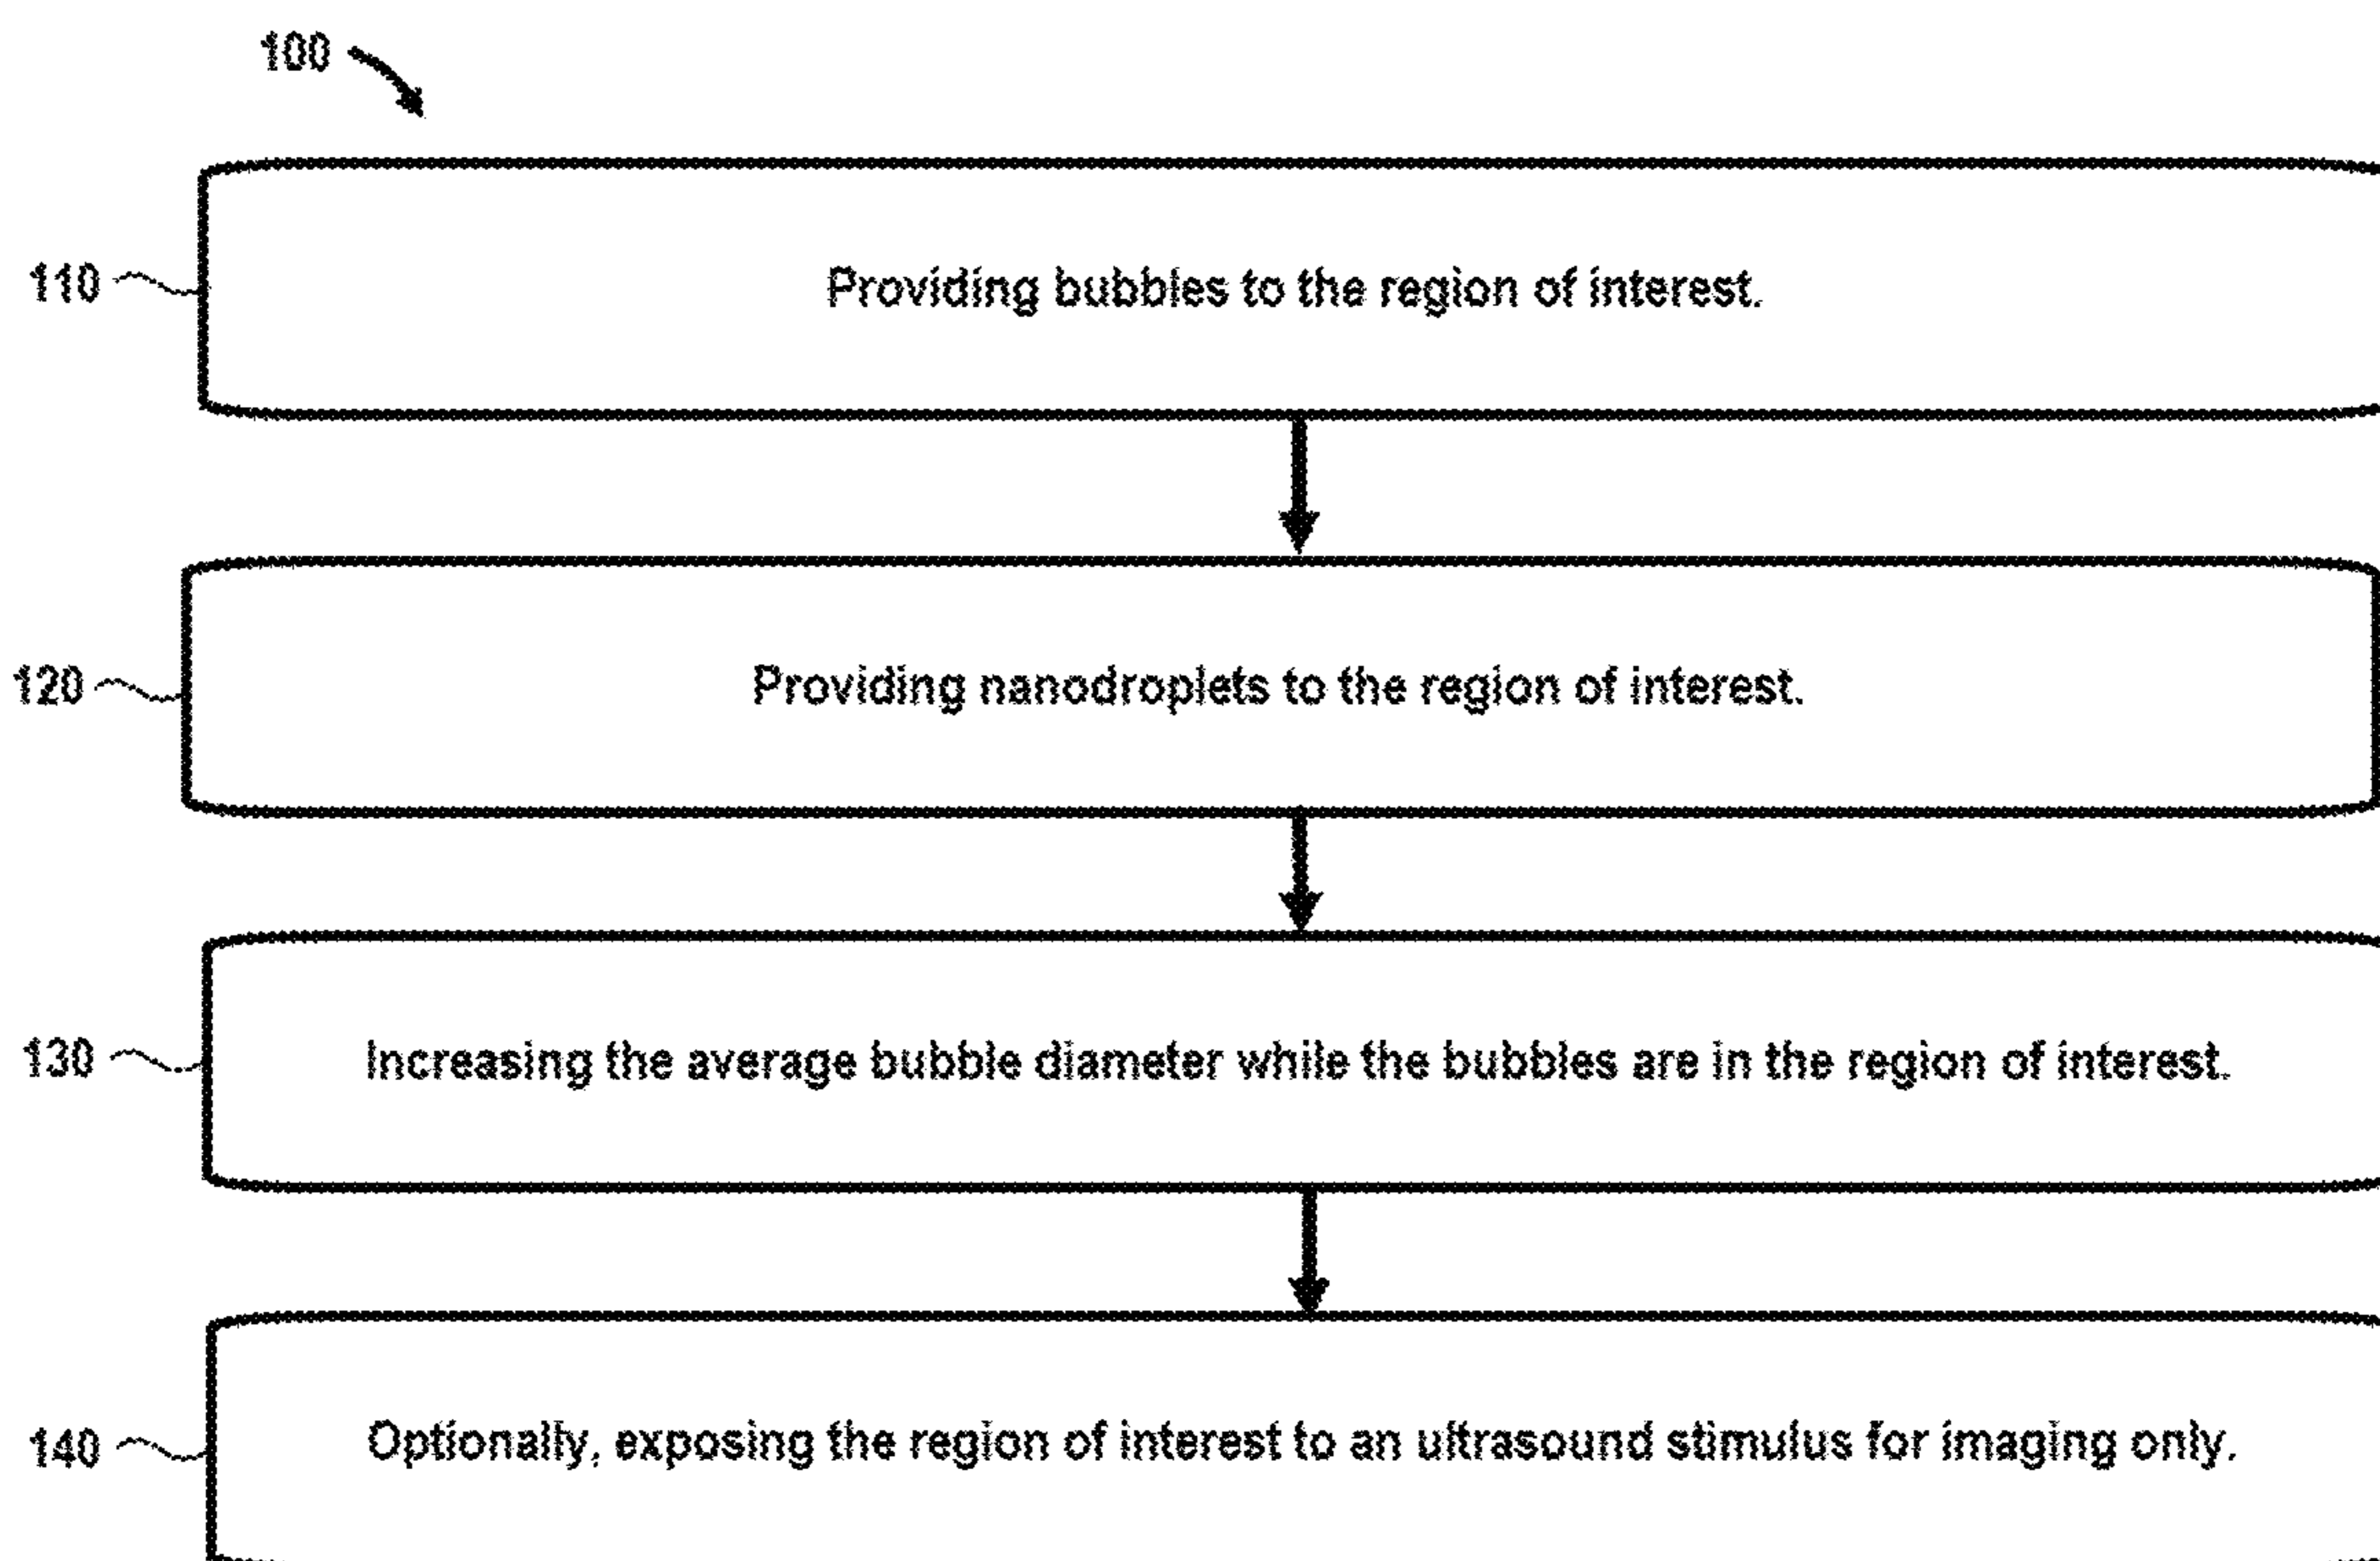 100
110
Providing bubbles to the region of interest.
120
Providing nanodroplets to the region of interest.
130
Increasing the average bubble diameter while the bubbles are in the region of interest.
140
Optionally, exposing the region of interest to an ultrasound stimulus for imaging only.